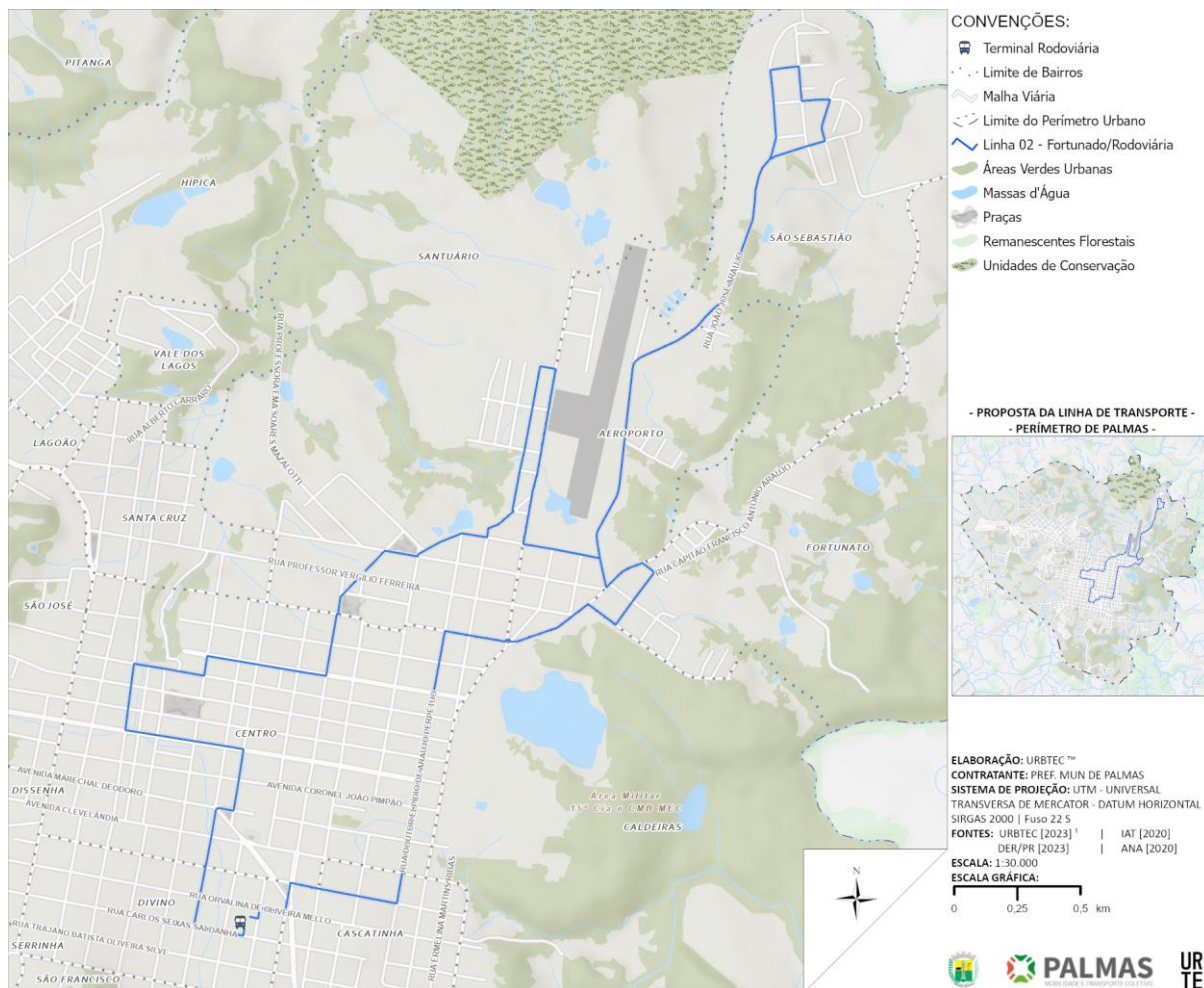 CONVENÇÕES:
Terminal Rodoviária
Limite de Bairros
Malha Viária
Limite do Perímetro Urbano
Linha 02 - Fortunado/Rodoviária
Áreas Verdes Urbanas
Massas d'Água
Praças
Remanescentes Florestais
Unidades de Conservação
- PROPOSTA DA LINHA DE TRANSPORTE -
- PERÍMETRO DE PALMAS -
ELABORAÇÃO: URBTEC ™
CONTRATANTE: PREF. MUN DE PALMAS
SISTEMA DE PROJEÇÃO: UTM - UNIVERSAL
TRANSVERSA DE MERCATOR - DATUM HORIZONTAL
SIRGAS 2000 | Fuso 22 S
FONTES: URBTEC [2023] ¹ | IAT [2020]
DER/PR [2023] | ANA [2020]
ESCALA: 1:30.000
ESCALA GRÁFICA:
0 0,25 0,5 km
PALMAS
MOBILIDADE E TRANSPORTE COLETIVO
UR
TE
N
PITANGA
HÍPICA
SANTUÁRIO
SÃO SEBASTIÃO
RUA JOÃO JOSÉ ARAUJO
VALE DOS
LAGOS
RUA ALBERTO CARRARO
LAGOÃO
AEROPORTO
SANTA CRUZ
RUA CAPITÃO FRANCISCO ANTÔNIO ARAÚJO
FORTUNATO
RUA PROFESSOR VERGÍLIO FERREIRA
SÃO JOSÉ
CENTRO
AVENIDA MARECHAL DEODORO
DISSENHA
AVENIDA CLEVELÂNDIA
AVENIDA CORONEL JOÃO PIMPÃO
Área Militar
15ª Cia e CMB MEC
CALDEIRAS
RUA ERMELINA MARTINS RIBAS
DIVINO
RUA ORVALINA DE OLIVEIRA MELLO
RUA CARLOS SEIXAS SALDANHA
CASCATINHA
RUA TRAJANO BATISTA OLIVEIRA SILVE
SERRINHA
SÃO FRANCISCO